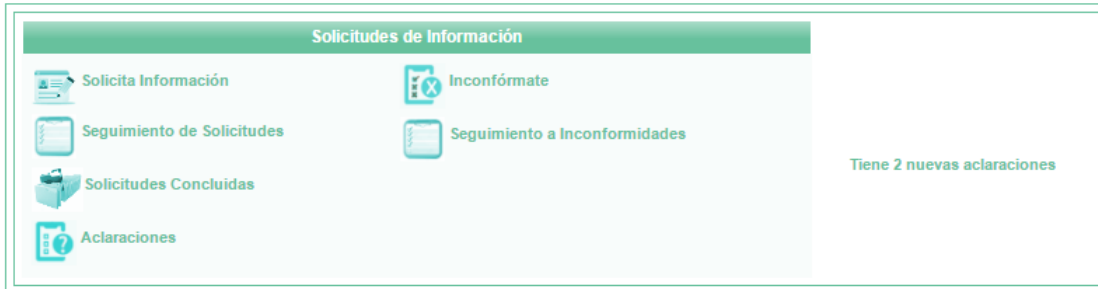 Solicitudes de Información
Solicita Información
Inconfórmate
Seguimiento de Solicitudes
Seguimiento a Inconformidades
Solicitudes Concluidas
Aclaraciones
Tiene 2 nuevas aclaraciones